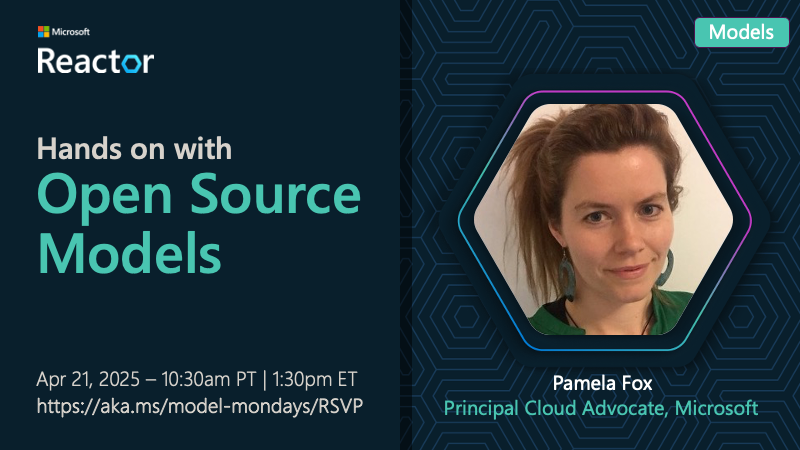 Microsoft
Reactor
Models
Hands on with
Open Source
Models
Apr 21, 2025 – 10:30am PT | 1:30pm ET
https://aka.ms/model-mondays/RSVP
Pamela Fox
Principal Cloud Advocate, Microsoft